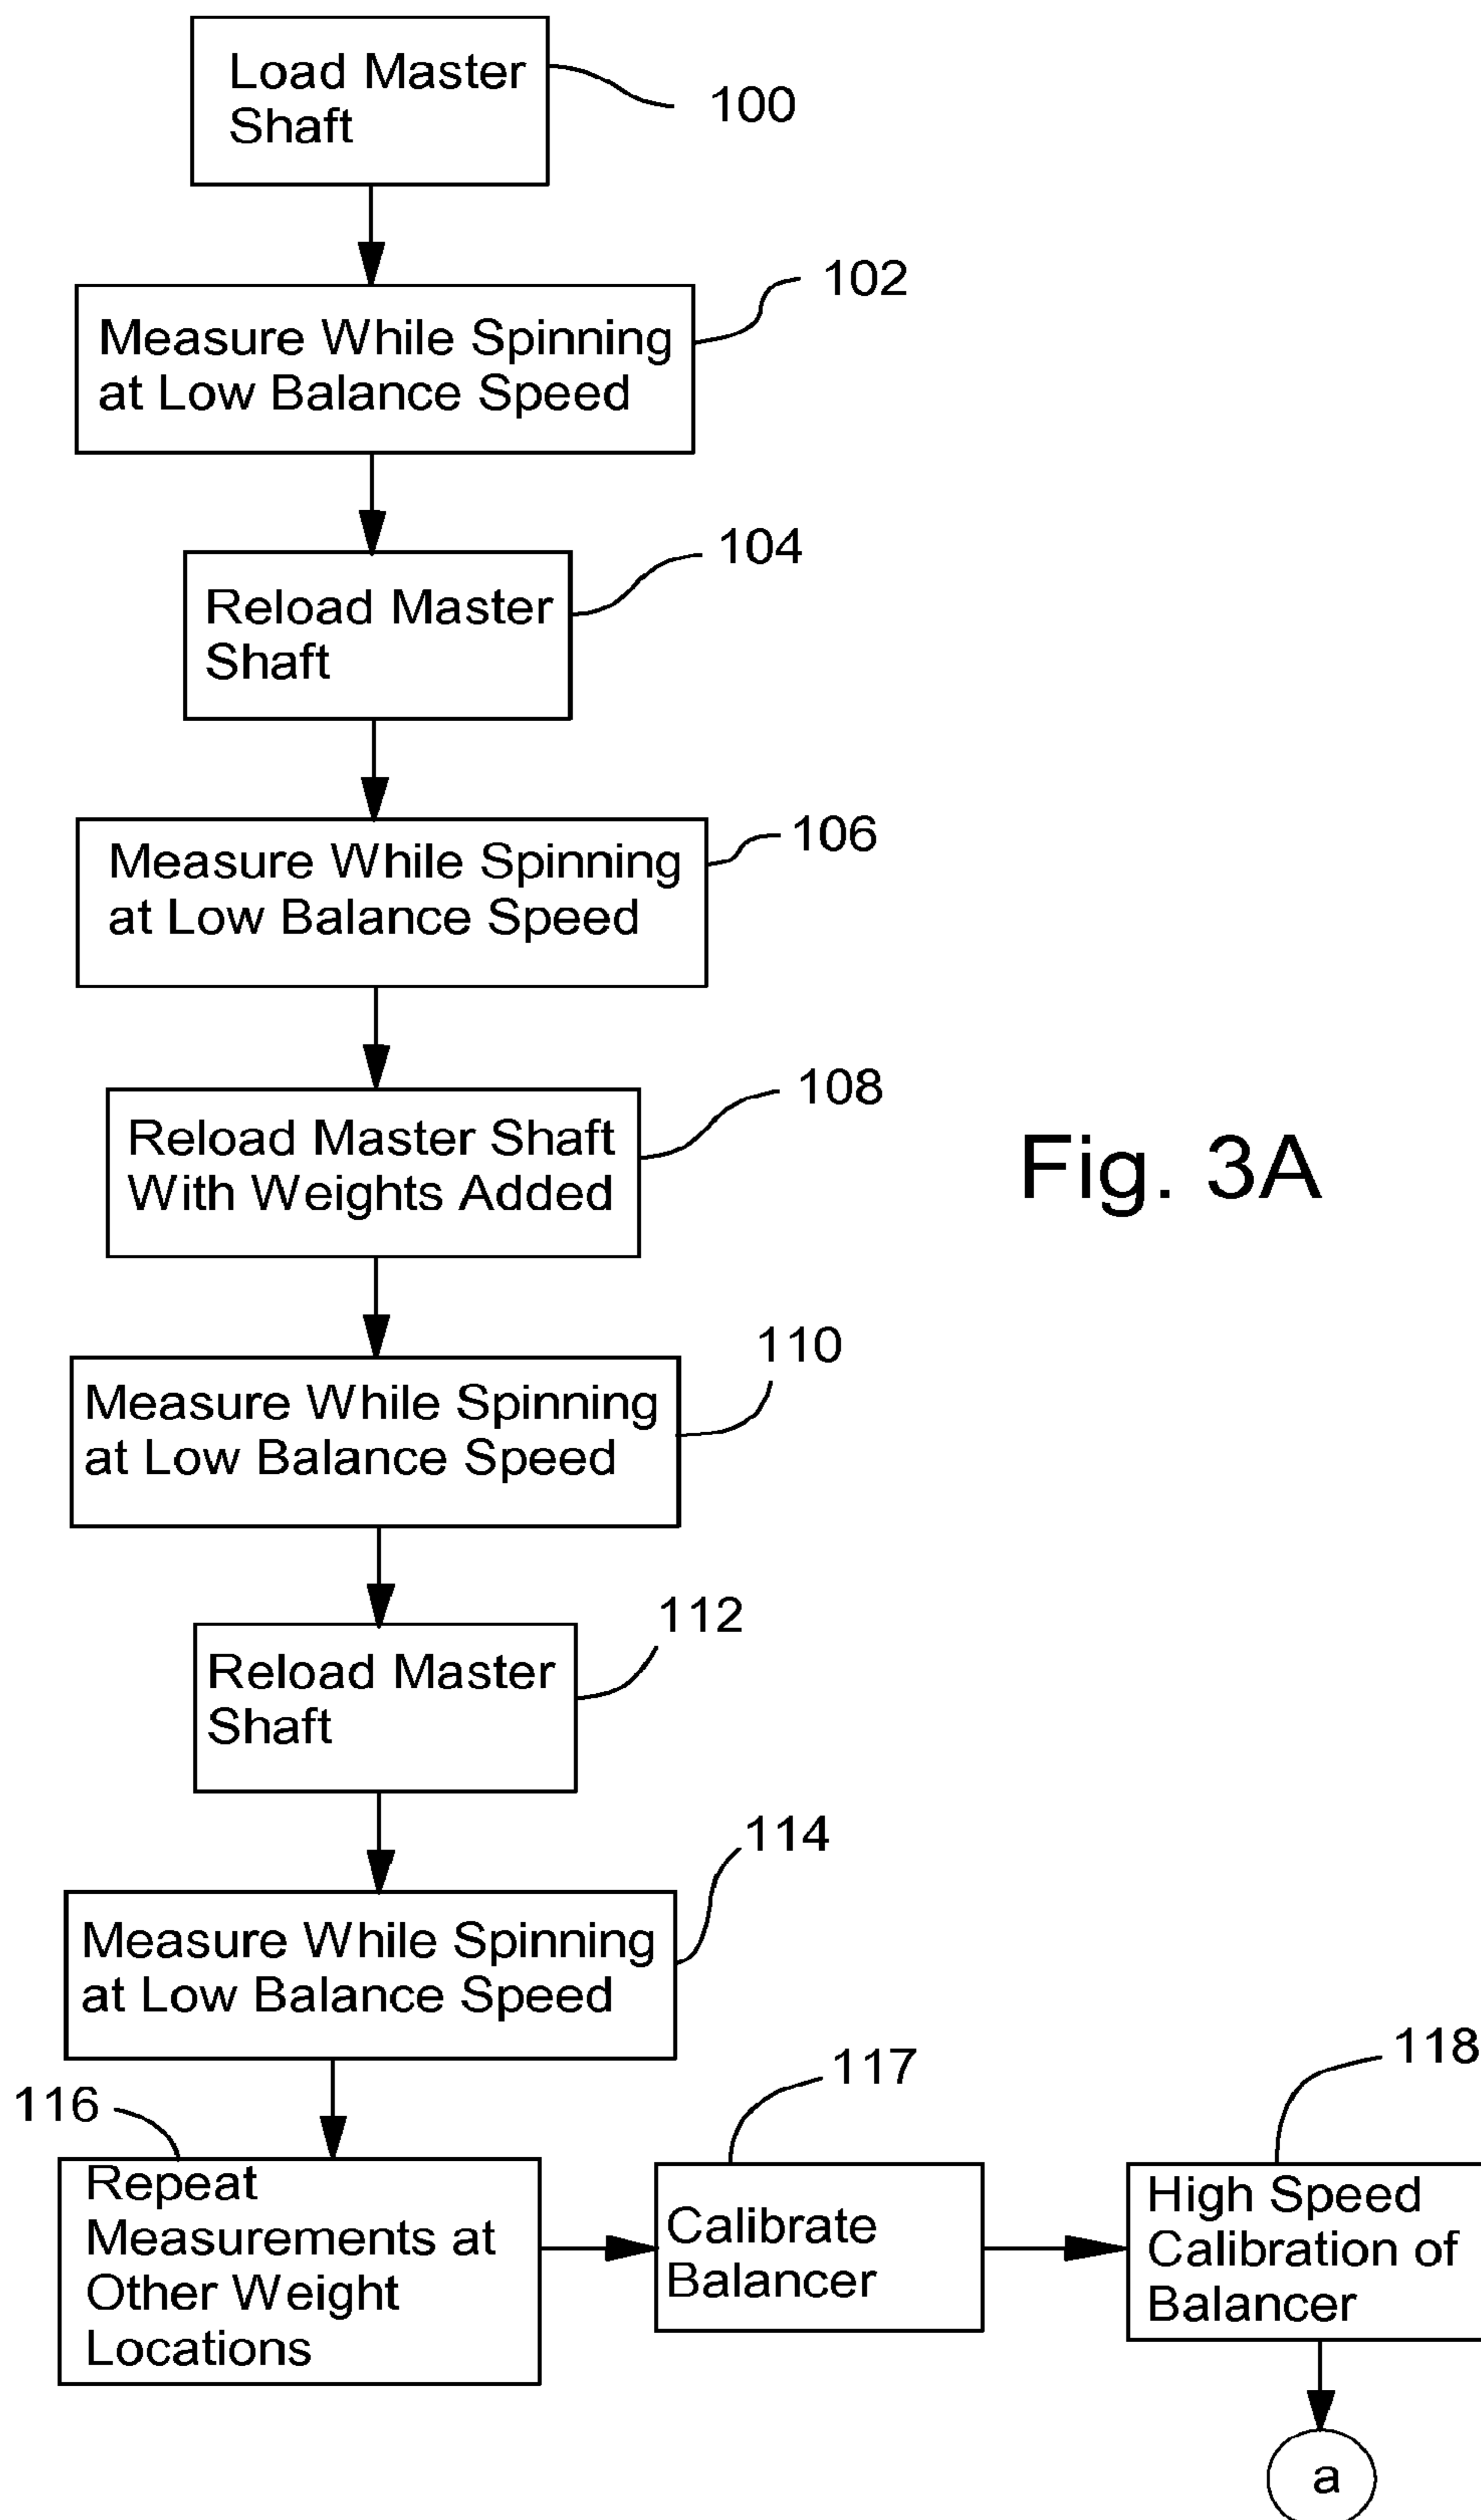 Load Master
Shaft
100
Measure While Spinning
at Low Balance Speed
102
Reload Master
Shaft
104
Measure While Spinning
at Low Balance Speed
106
Reload Master Shaft
With Weights Added
108
Fig. 3A
Measure While Spinning
at Low Balance Speed
110
Reload Master
Shaft
112
Measure While Spinning
at Low Balance Speed
114
116
Repeat
Measurements at
Other Weight
Locations
117
Calibrate
Balancer
118
High Speed
Calibration of
Balancer
a